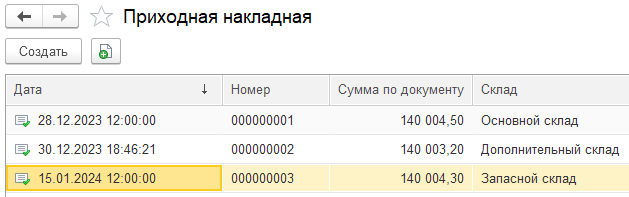 Приходная накладная
Создать
Дата ↓ Номер Сумма по документу Склад
28.12.2023 12:00:00 000000001 140 004,50 Основной склад
30.12.2023 18:46:21 000000002 140 003,20 Дополнительный склад
15.01.2024 12:00:00 000000003 140 004,30 Запасной склад